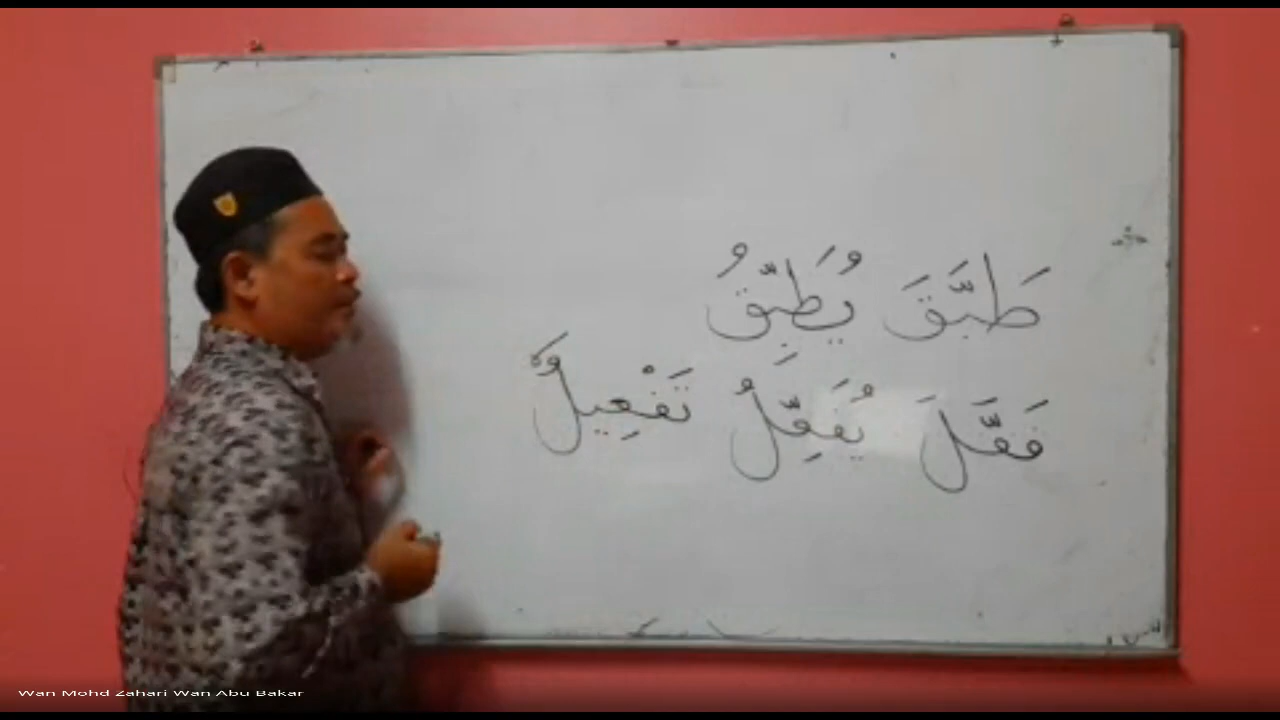 طَبَّقَ يُطَبِّقُ
فَعَّلَ يُفَعِّلُ تَفْعِيلٌ
Wan Mohd Zahari Wan Abu Bakar